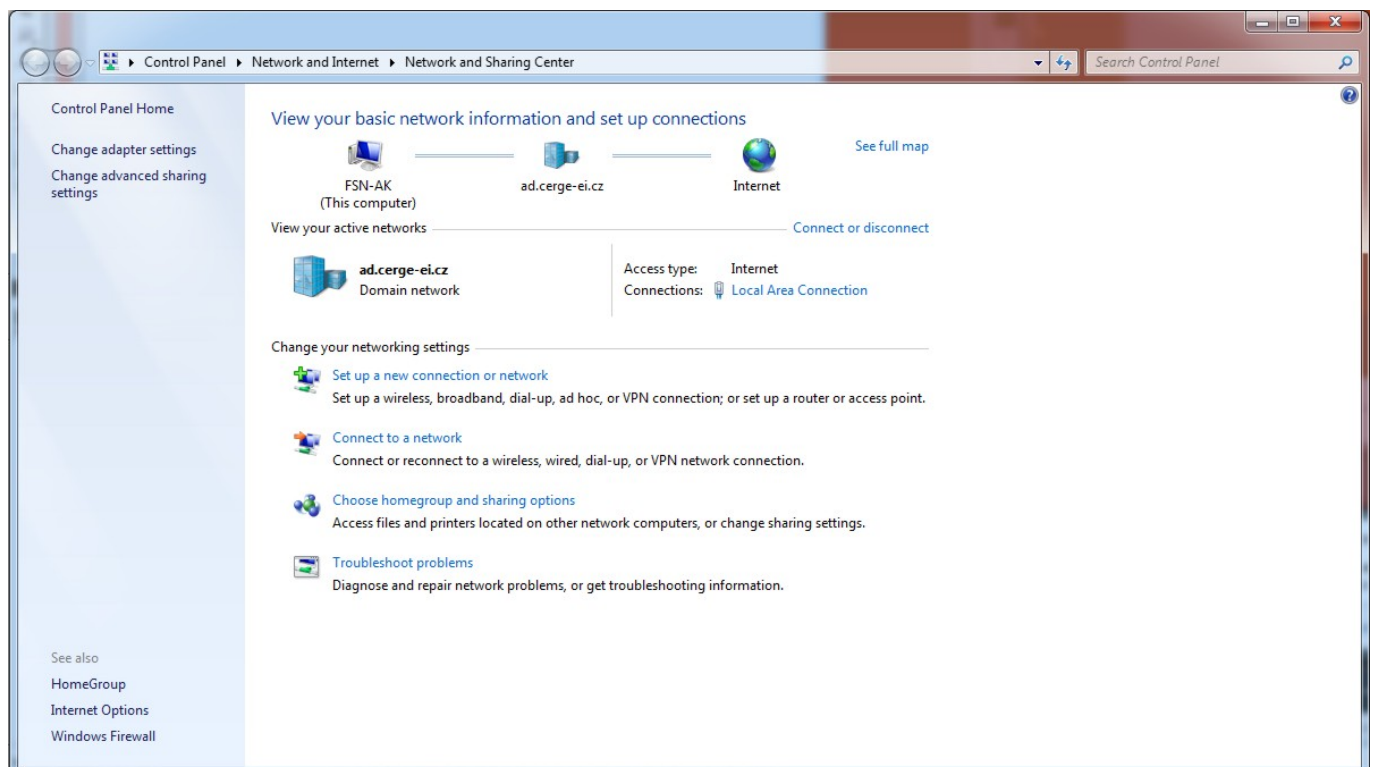 Control Panel ▸ Network and Internet ▸ Network and Sharing Center
Search Control Panel
Control Panel Home
Change adapter settings
Change advanced sharing
settings
View your basic network information and set up connections
See full map
FSN-AK
(This computer)
ad.cerge-ei.cz
Internet
View your active networks
Connect or disconnect
ad.cerge-ei.cz
Domain network
Access type: Internet
Connections: Local Area Connection
Change your networking settings
Set up a new connection or network
Set up a wireless, broadband, dial-up, ad hoc, or VPN connection; or set up a router or access point.
Connect to a network
Connect or reconnect to a wireless, wired, dial-up, or VPN network connection.
Choose homegroup and sharing options
Access files and printers located on other network computers, or change sharing settings.
Troubleshoot problems
Diagnose and repair network problems, or get troubleshooting information.
See also
HomeGroup
Internet Options
Windows Firewall